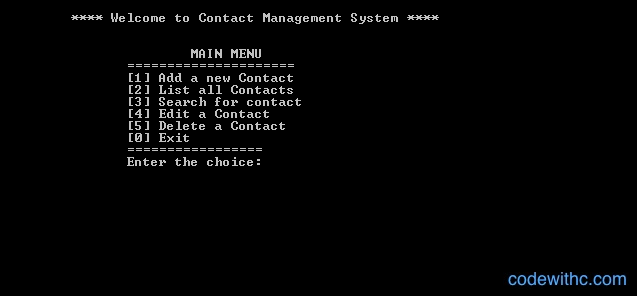 **** Welcome to Contact Management System ****
MAIN MENU
=====================
[1] Add a new Contact
[2] List all Contacts
[3] Search for contact
[4] Edit a Contact
[5] Delete a Contact
[0] Exit
=================
Enter the choice:
codewithc.com